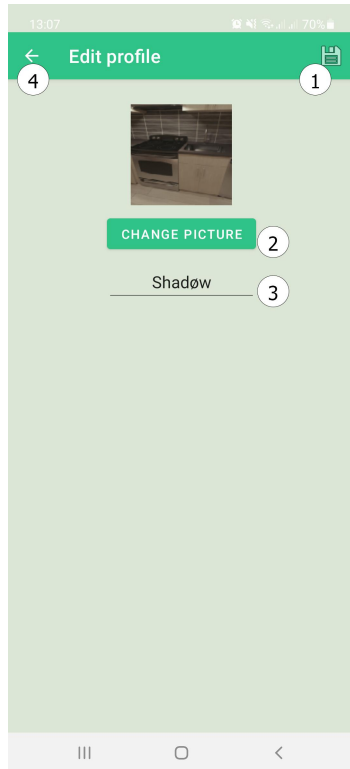 13:07 70%
Edit profile
4
1
CHANGE PICTURE
2
Shadøw
3